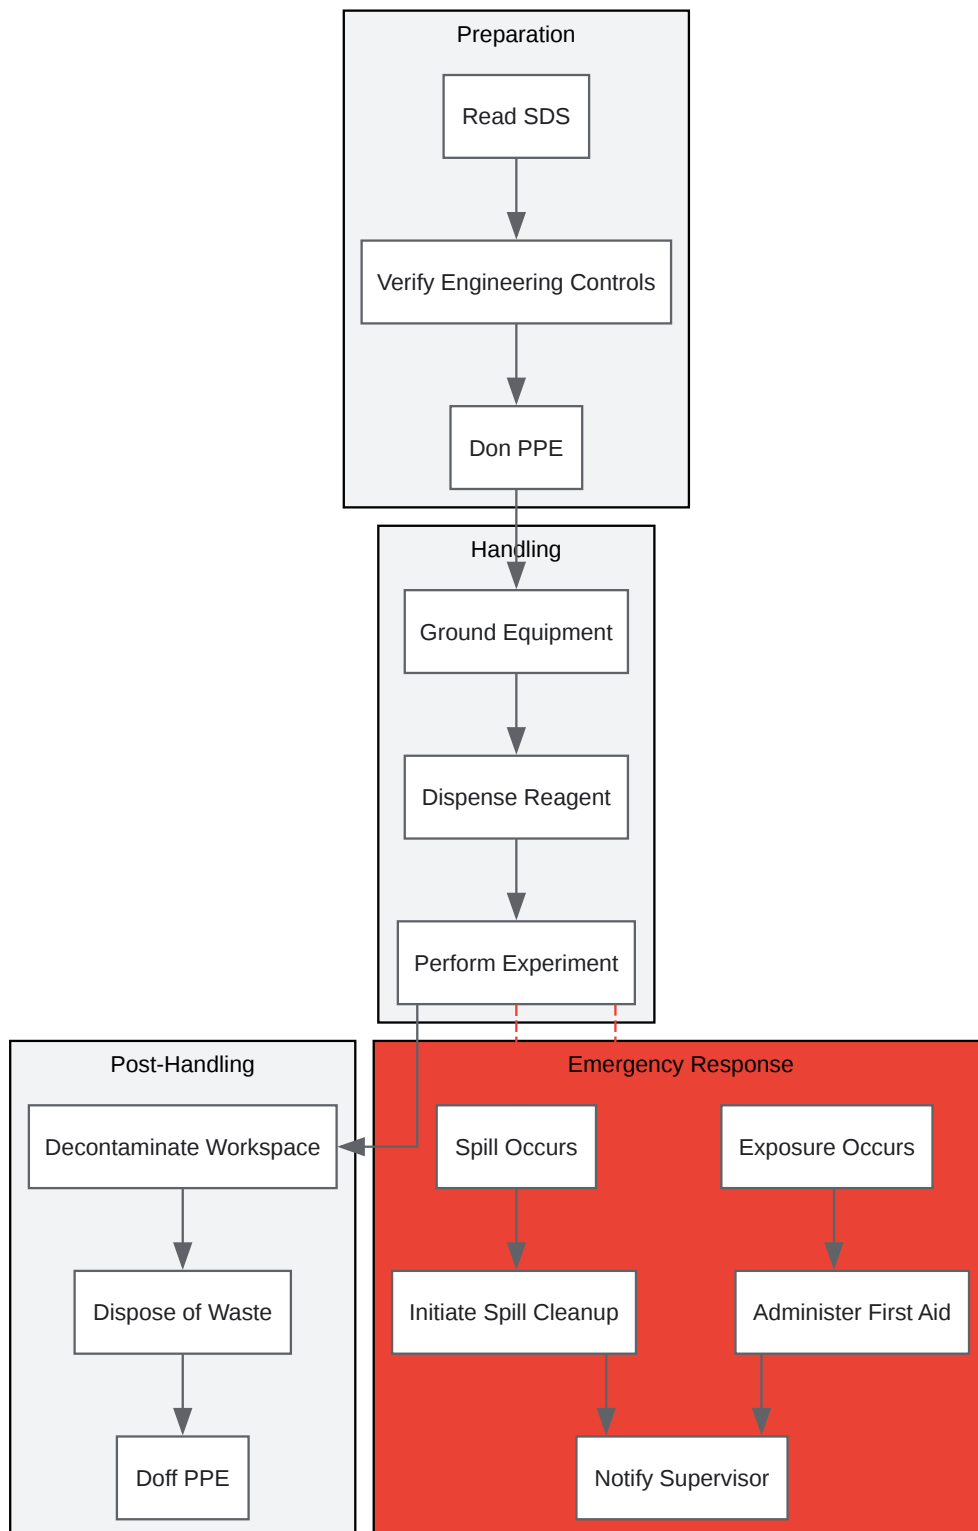 Preparation
Read SDS
Verify Engineering Controls
Don PPE
Handling
Ground Equipment
Dispense Reagent
Perform Experiment
Post-Handling
Decontaminate Workspace
Dispose of Waste
Doff PPE
Emergency Response
Spill Occurs
Exposure Occurs
Initiate Spill Cleanup
Administer First Aid
Notify Supervisor